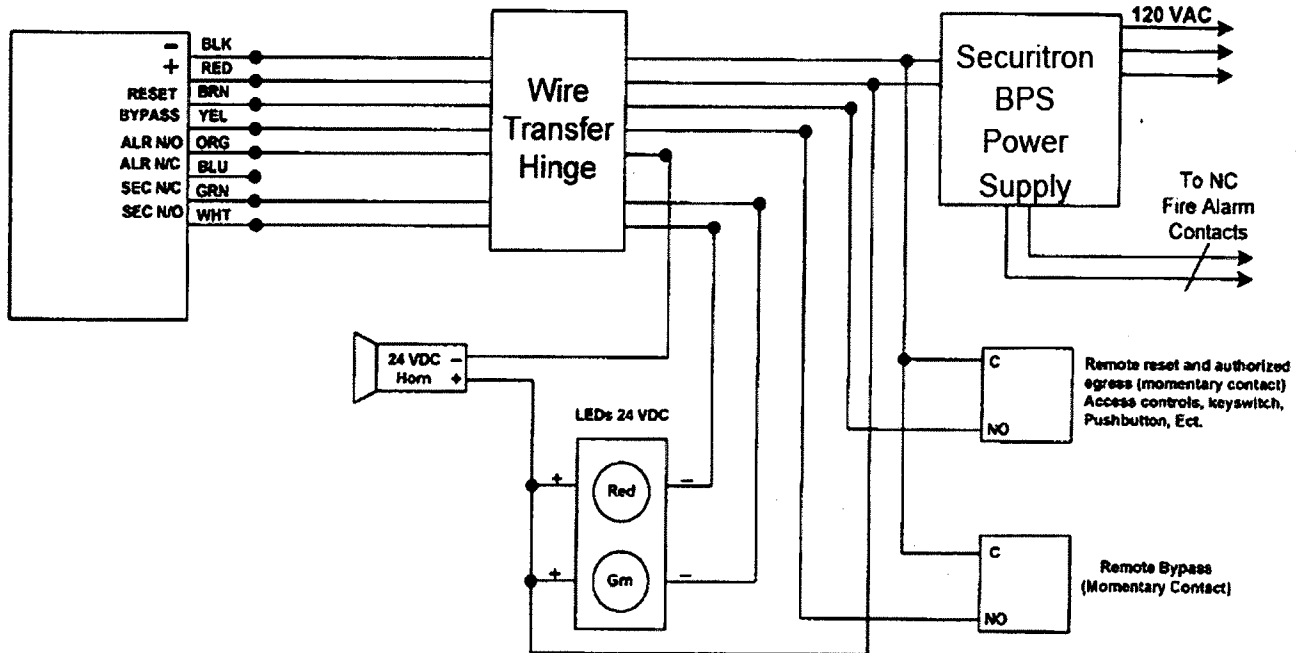 120 VAC
- BLK
+ RED
RESET BRN
BYPASS YEL
ALR N/O ORG
ALR N/C BLU
SEC N/C GRN
SEC N/O WHT
Wire
Transfer
Hinge
Securitron
BPS
Power
Supply
To NC
Fire Alarm
Contacts
24 VDC -
Horn +
LEDs 24 VDC
+ Red -
+ Grn -
C
NO
Remote reset and authorized
egress (momentary contact)
Access controls, keyswitch,
Pushbutton, Ect.
C
NO
Remote Bypass
(Momentary Contact)